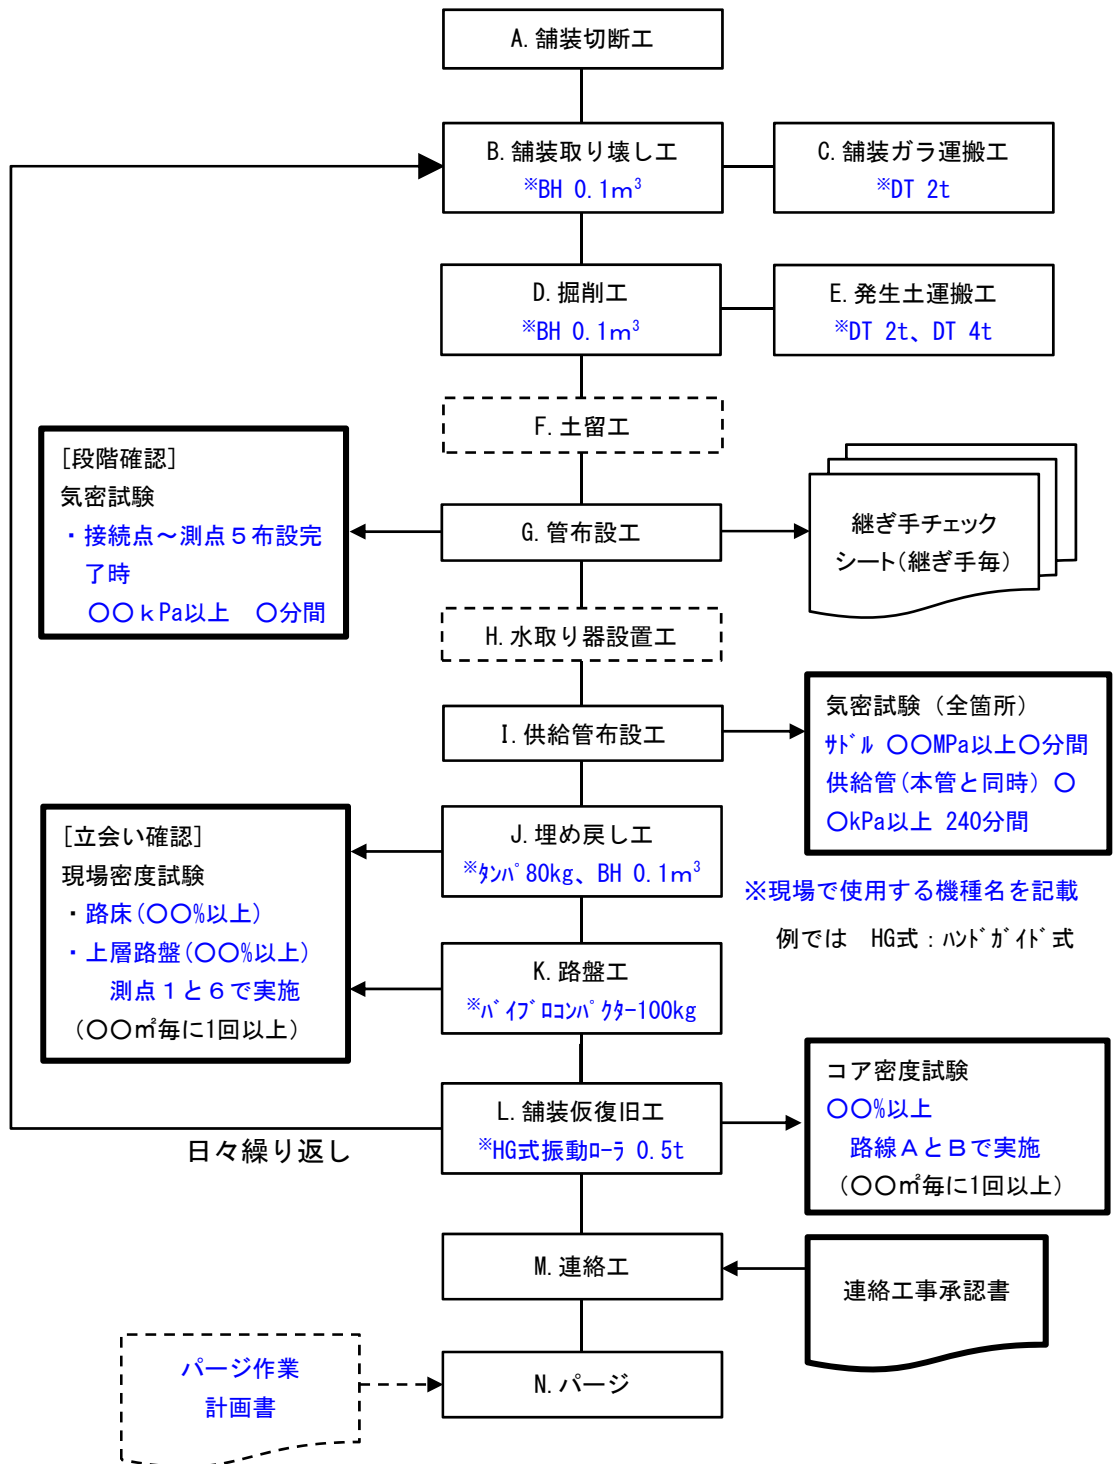 A.舗装切断工
B.舗装取り壊し工
※BH 0.1m³
C.舗装ガラ運搬工
※DT 2t
D.掘削工
※BH 0.1m³
E.発生土運搬工
※DT 2t、DT 4t
F.土留工
[段階確認]
気密試験
・接続点～測点５布設完
了時
〇〇ｋPa以上　〇分間
G.管布設工
継ぎ手チェック
シート(継ぎ手毎)
H.水取り器設置工
I.供給管布設工
気密試験（全箇所）
ｻﾄﾞﾙ 〇〇MPa以上〇分間
供給管(本管と同時) 〇
〇kPa以上 240分間
J.埋め戻し工
※ﾀﾝﾊﾟ80kg、BH 0.1m³
[立会い確認]
現場密度試験
・路床(〇〇%以上)
・上層路盤(〇〇%以上)
測点１と６で実施
(〇〇㎡毎に1回以上)
※現場で使用する機種名を記載
例では　HG式：ﾊﾝﾄﾞｶﾞｲﾄﾞ式
K.路盤工
※ﾊﾞｲﾌﾞﾛｺﾝﾊﾟｸﾀｰ100kg
L.舗装仮復旧工
※HG式振動ﾛｰﾗ 0.5t
日々繰り返し
コア密度試験
〇〇%以上
路線ＡとＢで実施
(〇〇㎡毎に1回以上)
M.連絡工
連絡工事承認書
パージ作業
計画書
N.パージ